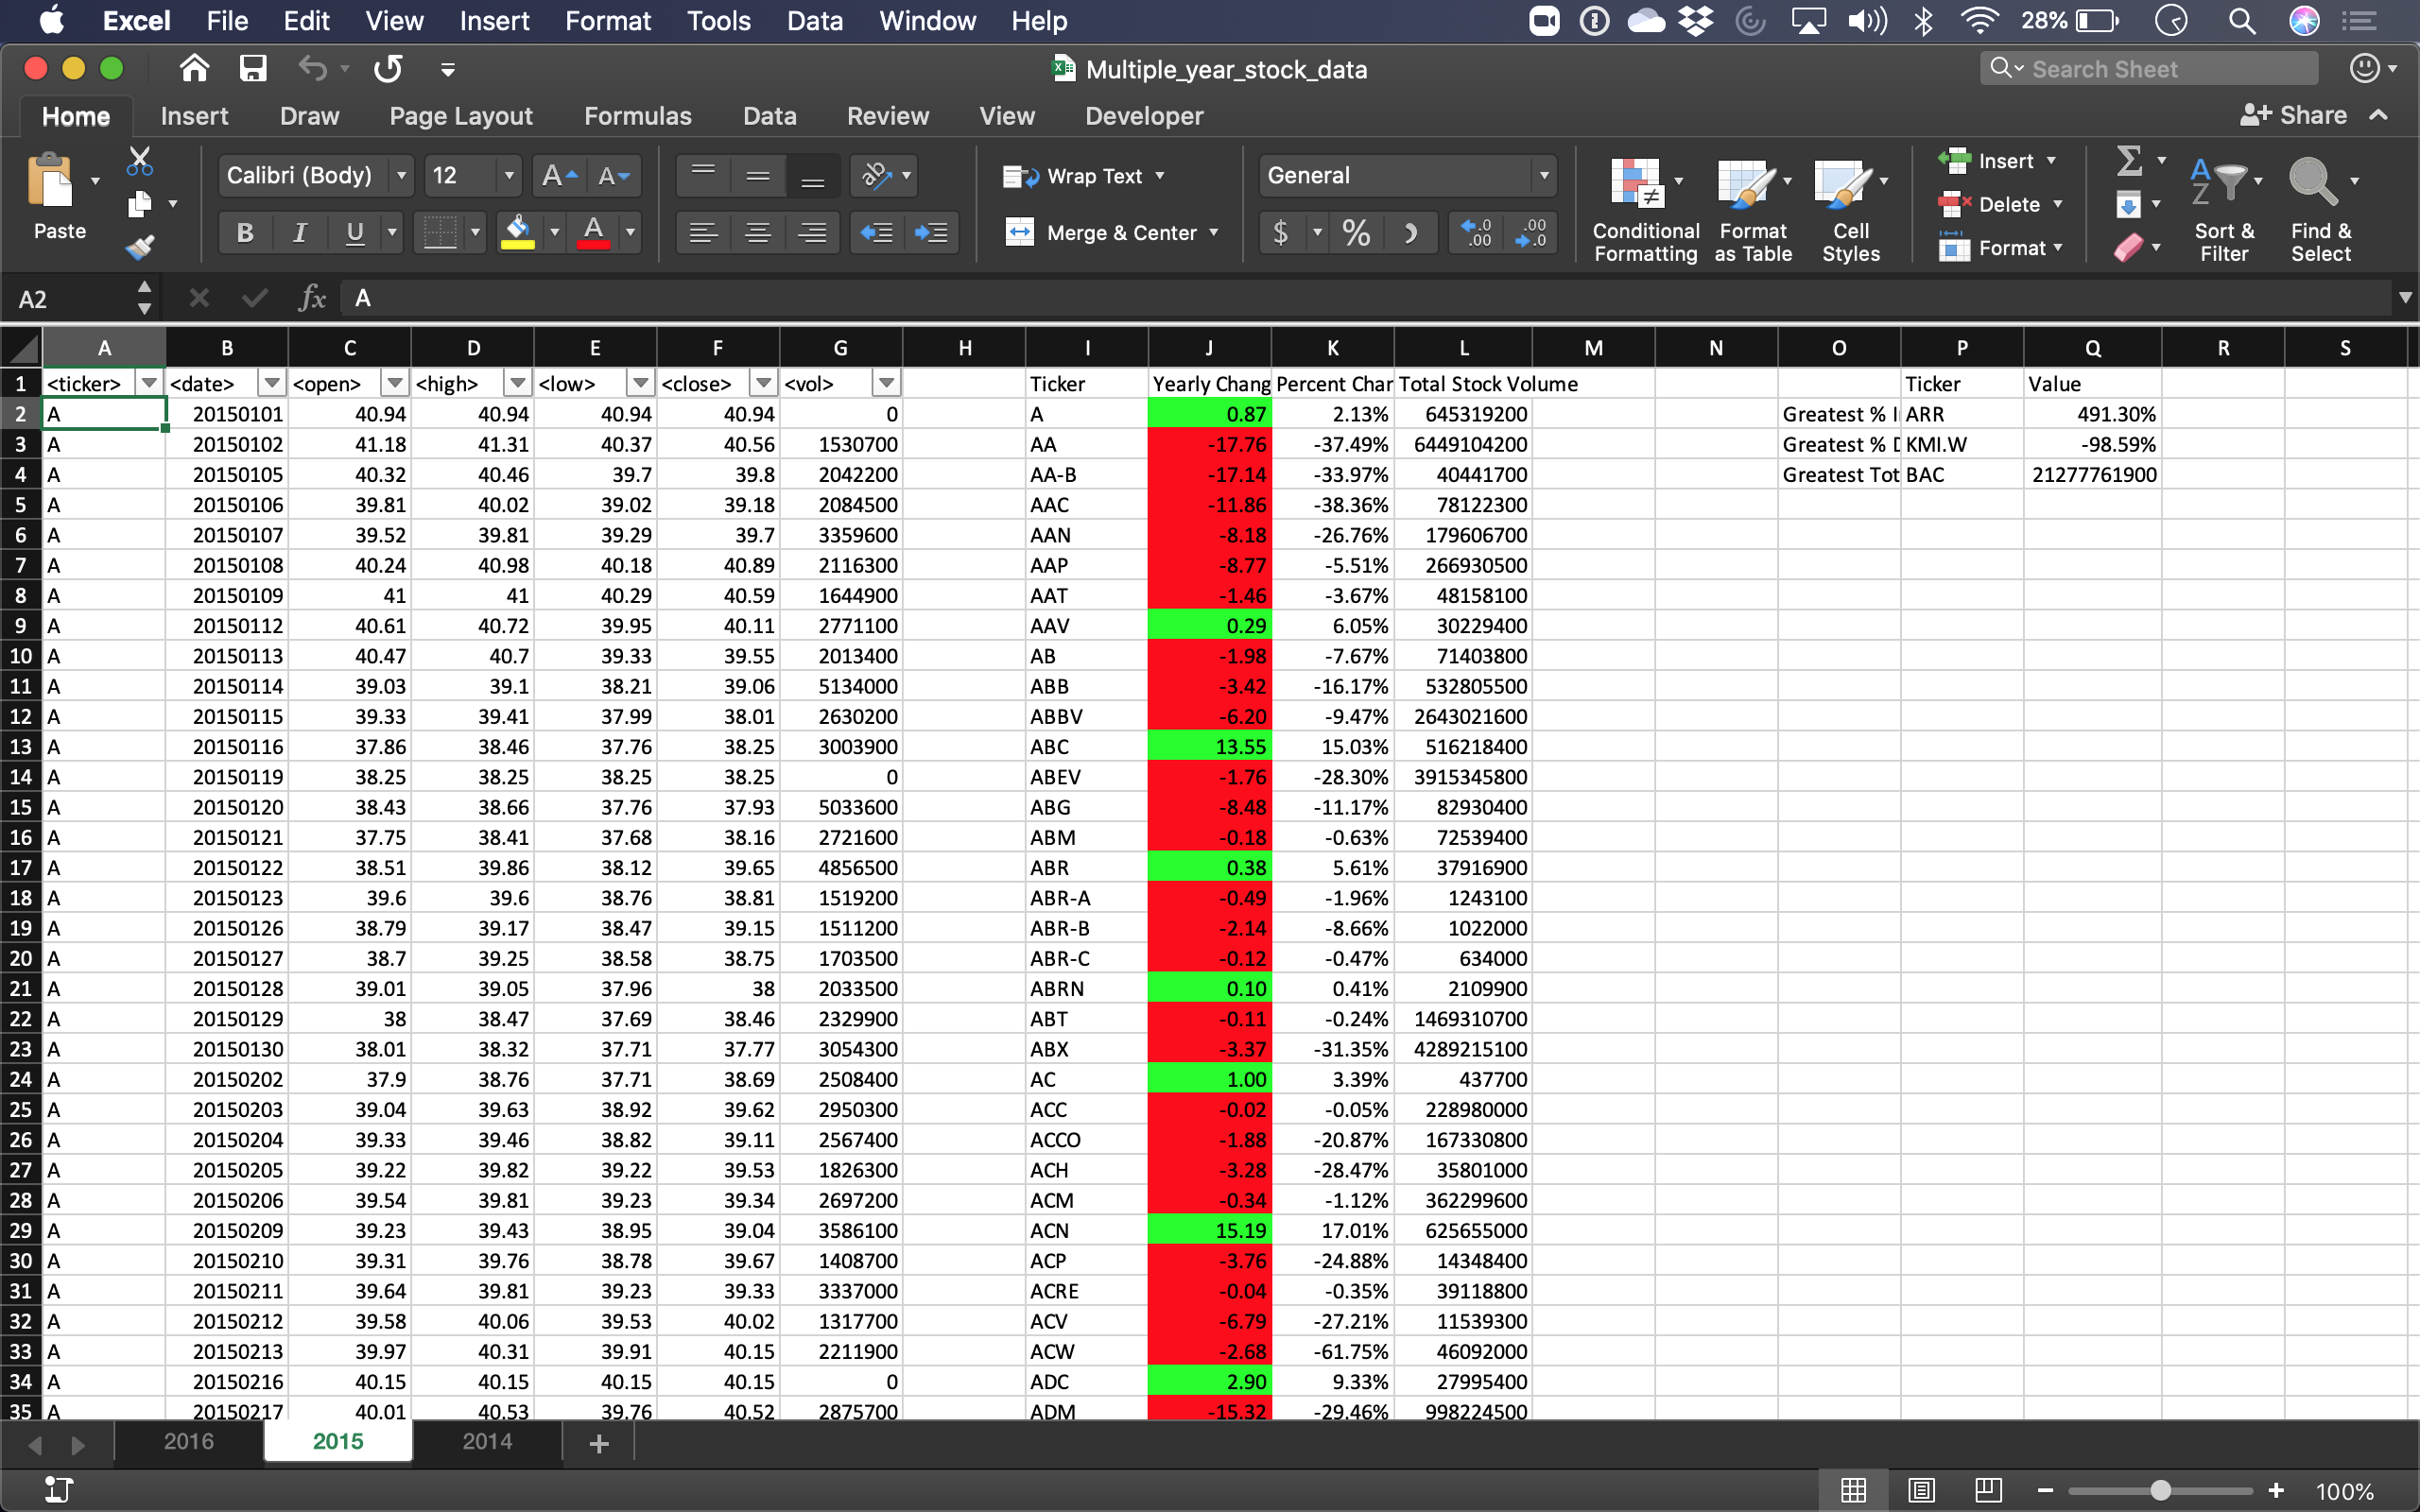 Excel File Edit View Insert Format Tools Data Window Help 28%
Multiple_year_stock_data Search Sheet
Home Insert Draw Page Layout Formulas Data Review View Developer Share
Paste Calibri (Body) 12 Wrap Text General Conditional Formatting Format as Table Cell Styles Insert Sort & Filter Find & Select
B I U Merge & Center $ % Delete
Format
A2 fx A
A B C D E F G H I J K L M N O P Q R S
1 <ticker> <date> <open> <high> <low> <close> <vol> Ticker Yearly Chang Percent Char Total Stock Volume Ticker Value
2 A 20150101 40.94 40.94 40.94 40.94 0 A 0.87 2.13% 645319200 Greatest % I ARR 491.30%
3 A 20150102 41.18 41.31 40.37 40.56 1530700 AA -17.76 -37.49% 6449104200 Greatest % D KMI.W -98.59%
4 A 20150105 40.32 40.46 39.7 39.8 2042200 AA-B -17.14 -33.97% 40441700 Greatest Tot BAC 21277761900
5 A 20150106 39.81 40.02 39.02 39.18 2084500 AAC -11.86 -38.36% 78122300
6 A 20150107 39.52 39.81 39.29 39.7 3359600 AAN -8.18 -26.76% 179606700
7 A 20150108 40.24 40.98 40.18 40.89 2116300 AAP -8.77 -5.51% 266930500
8 A 20150109 41 41 40.29 40.59 1644900 AAT -1.46 -3.67% 48158100
9 A 20150112 40.61 40.72 39.95 40.11 2771100 AAV 0.29 6.05% 30229400
10 A 20150113 40.47 40.7 39.33 39.55 2013400 AB -1.98 -7.67% 71403800
11 A 20150114 39.03 39.1 38.21 39.06 5134000 ABB -3.42 -16.17% 532805500
12 A 20150115 39.33 39.41 37.99 38.01 2630200 ABBV -6.20 -9.47% 2643021600
13 A 20150116 37.86 38.46 37.76 38.25 3003900 ABC 13.55 15.03% 516218400
14 A 20150119 38.25 38.25 38.25 38.25 0 ABEV -1.76 -28.30% 3915345800
15 A 20150120 38.43 38.66 37.76 37.93 5033600 ABG -8.48 -11.17% 82930400
16 A 20150121 37.75 38.41 37.68 38.16 2721600 ABM -0.18 -0.63% 72539400
17 A 20150122 38.51 39.86 38.12 39.65 4856500 ABR 0.38 5.61% 37916900
18 A 20150123 39.6 39.6 38.76 38.81 1519200 ABR-A -0.49 -1.96% 1243100
19 A 20150126 38.79 39.17 38.47 39.15 1511200 ABR-B -2.14 -8.66% 1022000
20 A 20150127 38.7 39.25 38.58 38.75 1703500 ABR-C -0.12 -0.47% 634000
21 A 20150128 39.01 39.05 37.96 38 2033500 ABRN 0.10 0.41% 2109900
22 A 20150129 38 38.47 37.69 38.46 2329900 ABT -0.11 -0.24% 1469310700
23 A 20150130 38.01 38.32 37.71 37.77 3054300 ABX -3.37 -31.35% 4289215100
24 A 20150202 37.9 38.76 37.71 38.69 2508400 AC 1.00 3.39% 437700
25 A 20150203 39.04 39.63 38.92 39.62 2950300 ACC -0.02 -0.05% 228980000
26 A 20150204 39.33 39.46 38.82 39.11 2567400 ACCO -1.88 -20.87% 167330800
27 A 20150205 39.22 39.82 39.22 39.53 1826300 ACH -3.28 -28.47% 35801000
28 A 20150206 39.54 39.81 39.23 39.34 2697200 ACM -0.34 -1.12% 362299600
29 A 20150209 39.23 39.43 38.95 39.04 3586100 ACN 15.19 17.01% 625655000
30 A 20150210 39.31 39.76 38.78 39.67 1408700 ACP -3.76 -24.88% 14348400
31 A 20150211 39.64 39.81 39.23 39.33 3337000 ACRE -0.04 -0.35% 39118800
32 A 20150212 39.58 40.06 39.53 40.02 1317700 ACV -6.79 -27.21% 11539300
33 A 20150213 39.97 40.31 39.91 40.15 2211900 ACW -2.68 -61.75% 46092000
34 A 20150216 40.15 40.15 40.15 40.15 0 ADC 2.90 9.33% 27995400
35 A 20150217 40.01 40.53 39.76 40.52 2875700 ADM -15.32 -29.46% 998224500
2016 2015 2014 +
100%